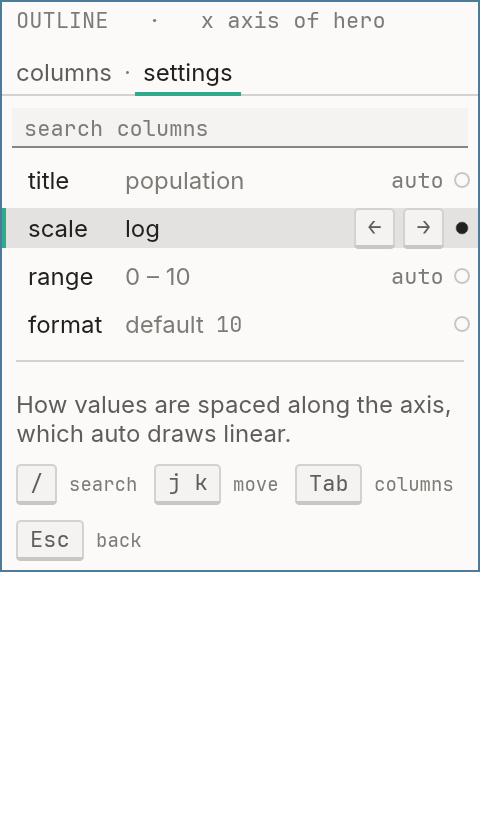 OUTLINE · x axis of hero
columns · settings
search columns
title population auto
scale log ← →
range 0 – 10 auto
format default 10
How values are spaced along the axis,
which auto draws linear.
/ search j k move Tab columns
Esc back